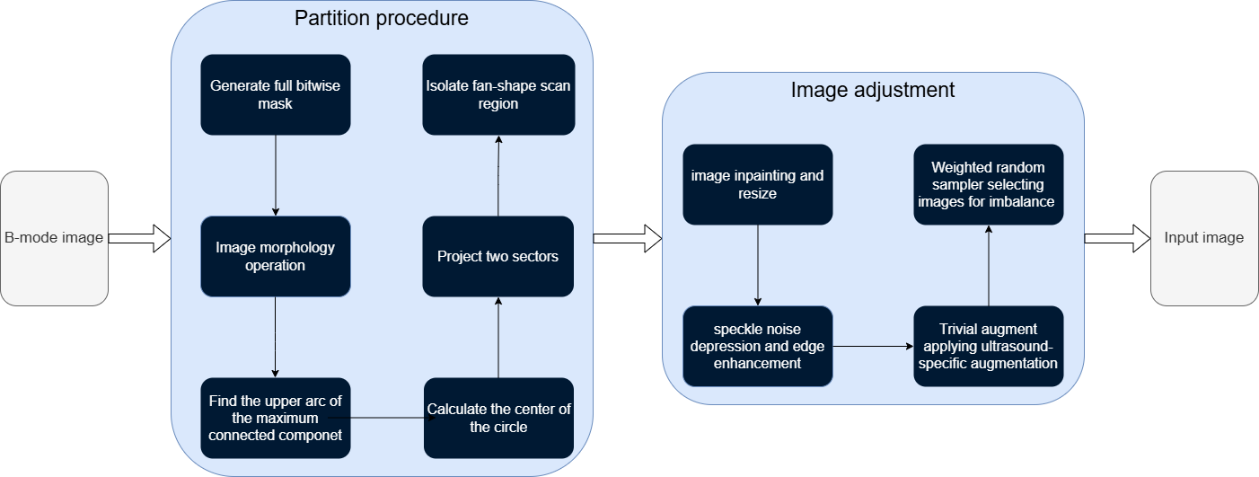 Partition procedure
Generate full bitwise
mask
Image morphology
operation
Find the upper arc of
the maximum
connected componet
Calculate the center of
the circle
Project two sectors
Isolate fan-shape scan
region
B-mode image
Image adjustment
image inpainting and
resize
speckle noise
depression and edge
enhancement
Trivial augment
applying ultrasound-
specific augmentation
Weighted random
sampler selecting
images for imbalance
Input image